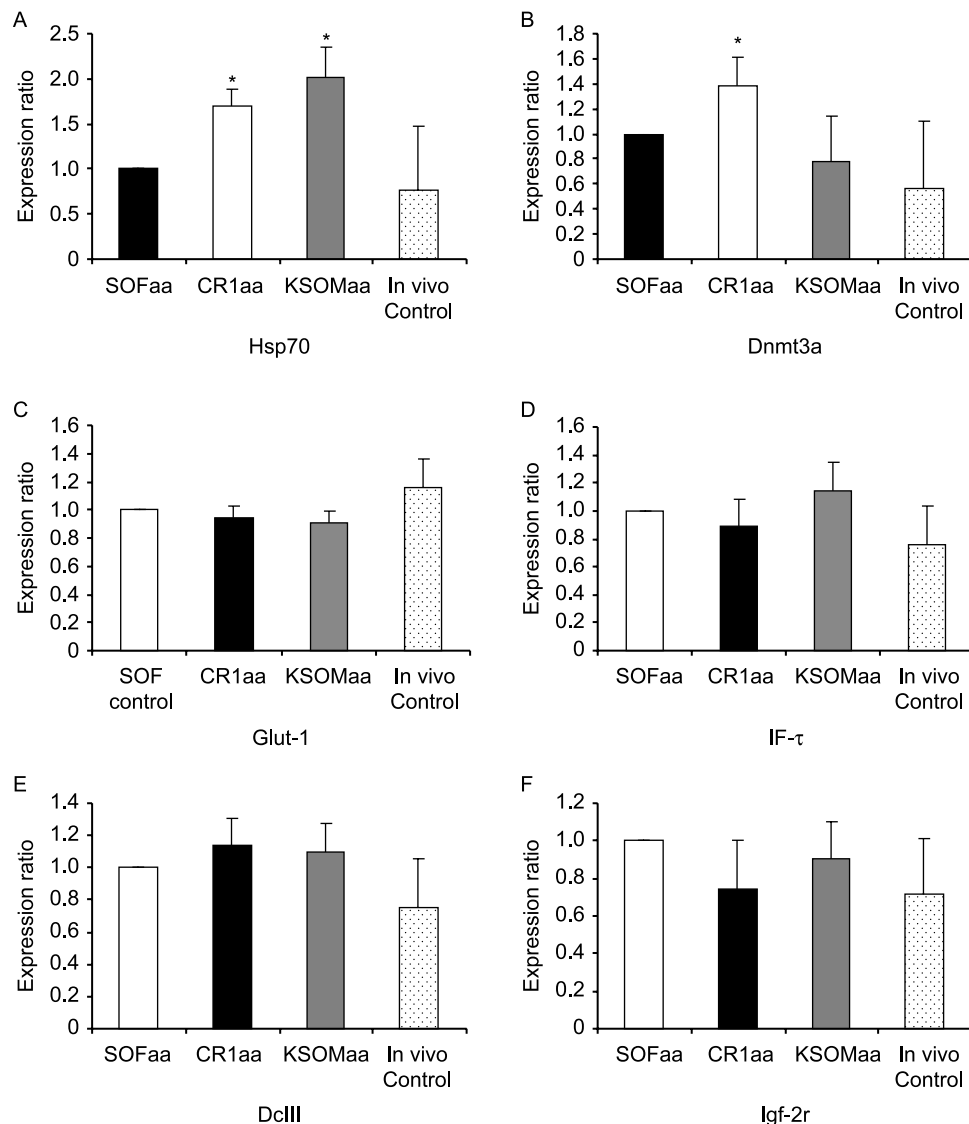 A
2.5
2.0
1.5
1.0
0.5
0
Expression ratio
*
*
SOFaa CR1aa KSOMaa In vivo
Control
Hsp70
B
1.8
1.6
1.4
1.2
1.0
0.8
0.6
0.4
0.2
0
Expression ratio
*
SOFaa CR1aa KSOMaa In vivo
Control
Dnmt3a
C
1.6
1.4
1.2
1.0
0.8
0.6
0.4
0.2
0
Expression ratio
SOF CR1aa KSOMaa In vivo
control Control
Glut-1
D
1.6
1.4
1.2
1.0
0.8
0.6
0.4
0.2
0
Expression ratio
SOFaa CR1aa KSOMaa In vivo
Control
IF-τ
E
1.4
1.2
1.0
0.8
0.6
0.4
0.2
0
Expression ratio
SOFaa CR1aa KSOMaa In vivo
Control
DcIII
F
1.2
1.0
0.8
0.6
0.4
0.2
0
Expression ratio
SOFaa CR1aa KSOMaa In vivo
Control
Igf-2r